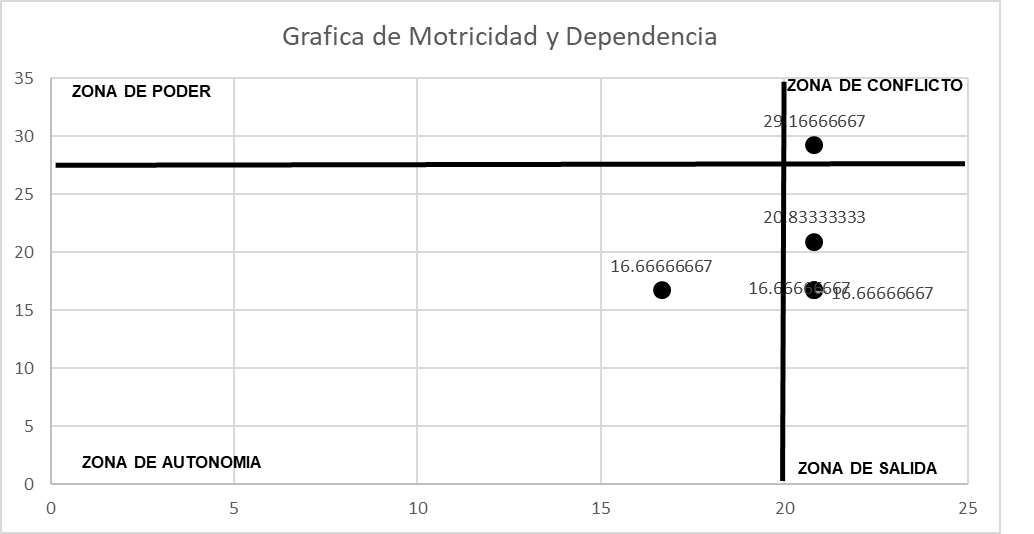 Grafica de Motricidad y Dependencia
35
ZONA DE PODER
ZONA DE CONFLICTO
29.16666667
30
25
20.83333333
20
16.66666667
16.66666667
16.66666667
15
10
5
ZONA DE AUTONOMIA
ZONA DE SALIDA
0
0 5 10 15 20 25